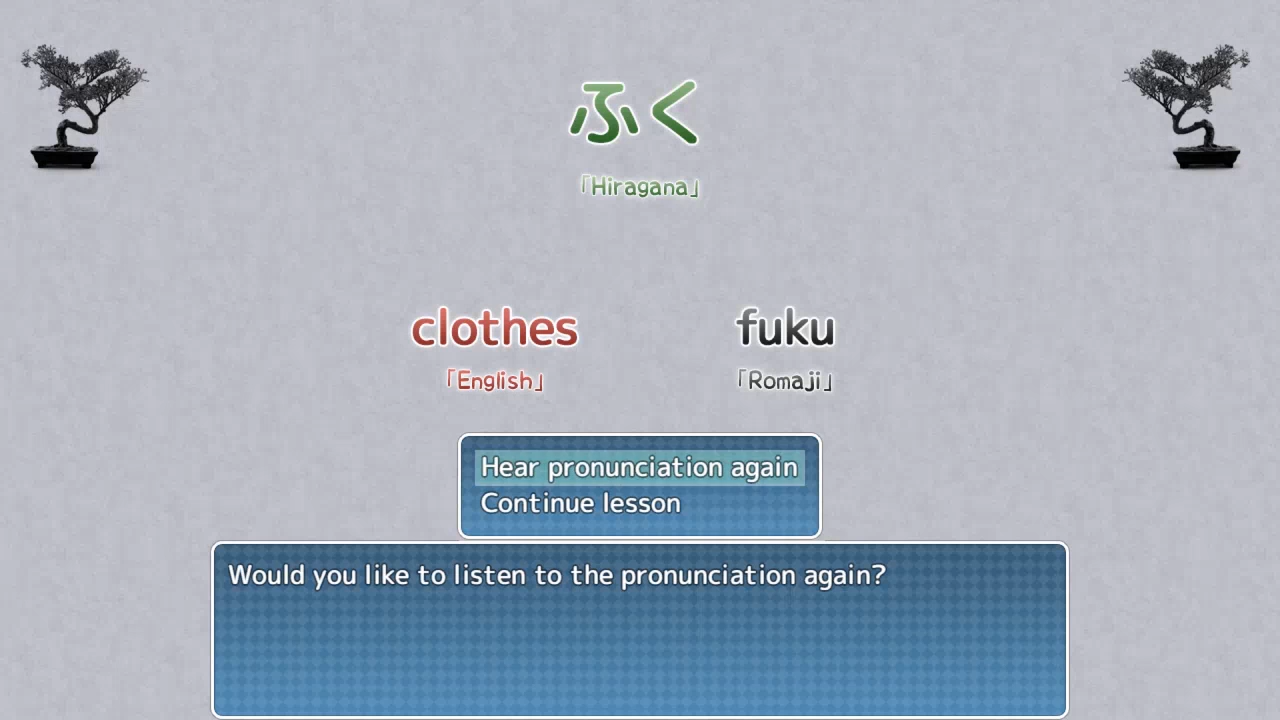 ふく
「Hiragana」
clothes
fuku
「English」
「Romaji」
Hear pronunciation again
Continue lesson
Would you like to listen to the pronunciation again?